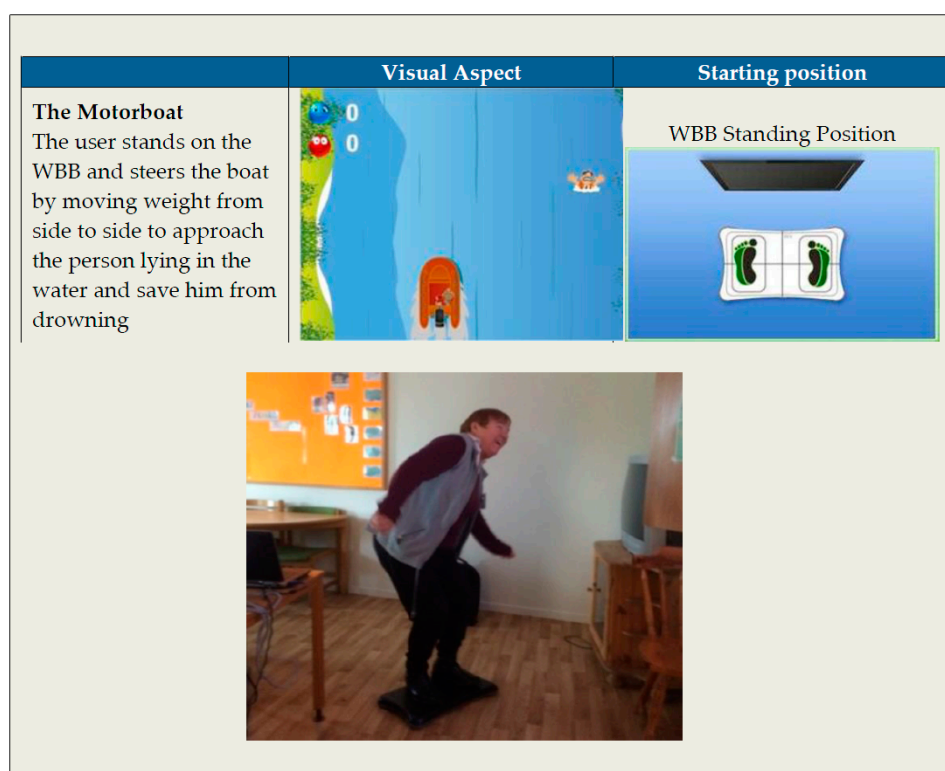 Visual Aspect
Starting position
The Motorboat
The user stands on the
WBB and steers the boat
by moving weight from
side to side to approach
the person lying in the
water and save him from
drowning
0
0
WBB Standing Position